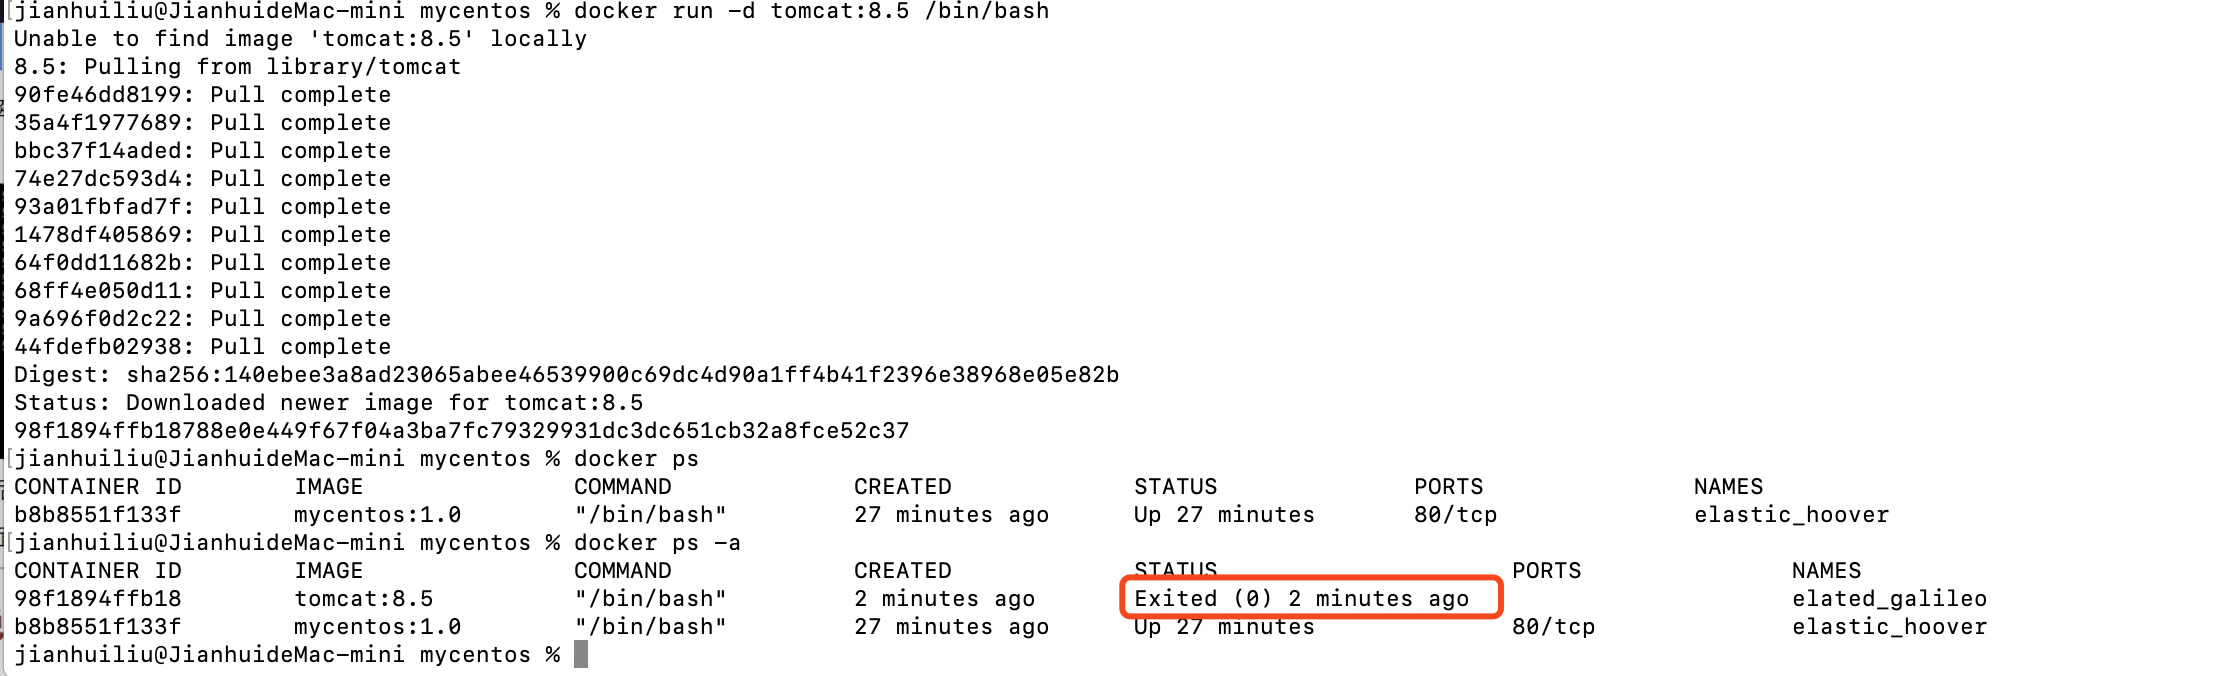 [jianhuiliu@JianhuideMac-mini mycentos % docker run -d tomcat:8.5 /bin/bash
Unable to find image 'tomcat:8.5' locally
8.5: Pulling from library/tomcat
90fe46dd8199: Pull complete
35a4f1977689: Pull complete
bbc37f14aded: Pull complete
74e27dc593d4: Pull complete
93a01fbfad7f: Pull complete
1478df405869: Pull complete
64f0dd11682b: Pull complete
68ff4e050d11: Pull complete
9a696f0d2c22: Pull complete
44fdefb02938: Pull complete
Digest: sha256:140ebee3a8ad23065abee46539900c69dc4d90a1ff4b41f2396e38968e05e82b
Status: Downloaded newer image for tomcat:8.5
98f1894ffb18788e0e449f67f04a3ba7fc79329931dc3dc651cb32a8fce52c37
[jianhuiliu@JianhuideMac-mini mycentos % docker ps
CONTAINER ID IMAGE COMMAND CREATED STATUS PORTS NAMES
b8b8551f133f mycentos:1.0 "/bin/bash" 27 minutes ago Up 27 minutes 80/tcp elastic_hoover
[jianhuiliu@JianhuideMac-mini mycentos % docker ps -a
CONTAINER ID IMAGE COMMAND CREATED STATUS PORTS NAMES
98f1894ffb18 tomcat:8.5 "/bin/bash" 2 minutes ago Exited (0) 2 minutes ago elated_galileo
b8b8551f133f mycentos:1.0 "/bin/bash" 27 minutes ago Up 27 minutes 80/tcp elastic_hoover
jianhuiliu@JianhuideMac-mini mycentos %